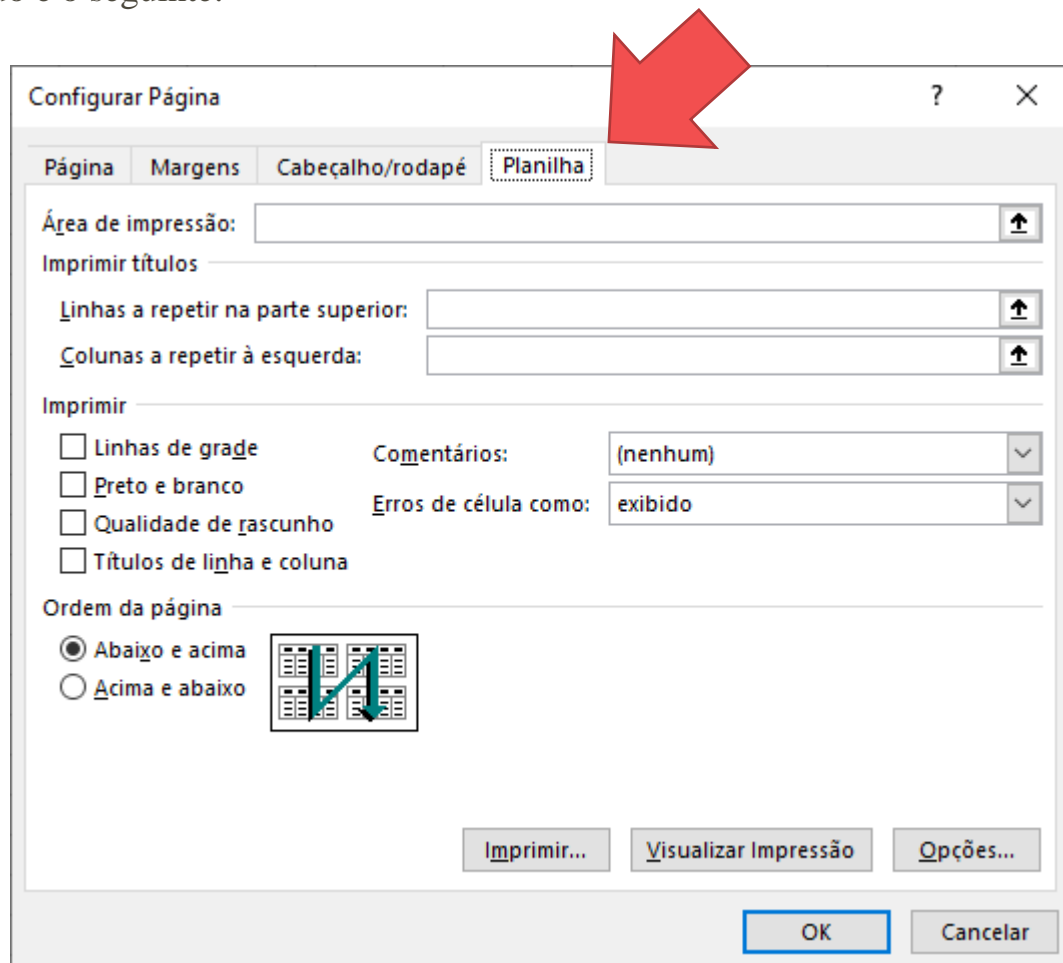 o e o seguinte:
Configurar Página ? ×
Página Margens Cabeçalho/rodapé Planilha
Área de impressão:
Imprimir títulos
Linhas a repetir na parte superior:
Colunas a repetir à esquerda:
Imprimir
Linhas de grade
Comentários: (nenhum)
Preto e branco
Erros de célula como: exibido
Qualidade de rascunho
Títulos de linha e coluna
Ordem da página
Abaixo e acima
Acima e abaixo
Imprimir... Visualizar Impressão Opções...
OK Cancelar